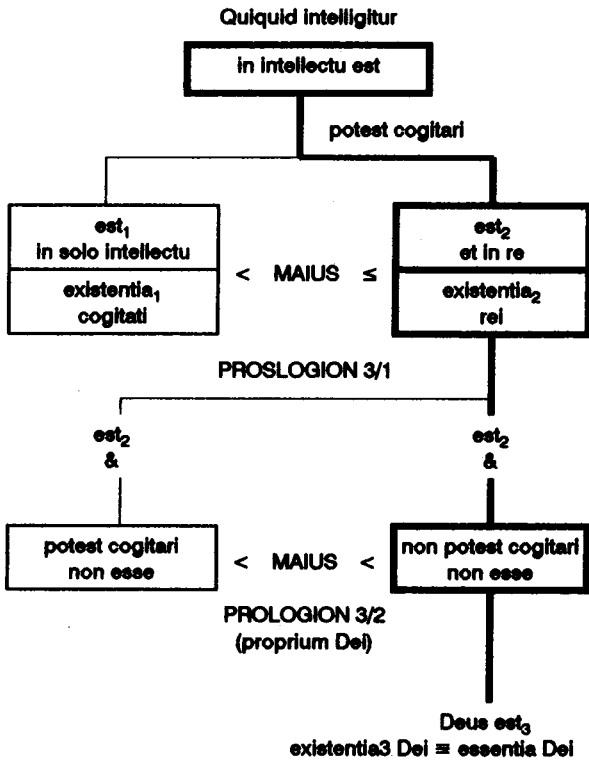 Quiquid intelligitur
in intellectu est
potest cogitari
est₁
in solo intellectu
existentia₁
cogitati
< MAIUS ≤
est₂
et in re
existentia₂
rei
PROSLOGION 3/1
est₂
&
est₂
&
potest cogitari
non esse
< MAIUS <
non potest cogitari
non esse
PROLOGION 3/2
(proprium Dei)
Deus est₃
existentia3 Dei ≡ essentia Dei